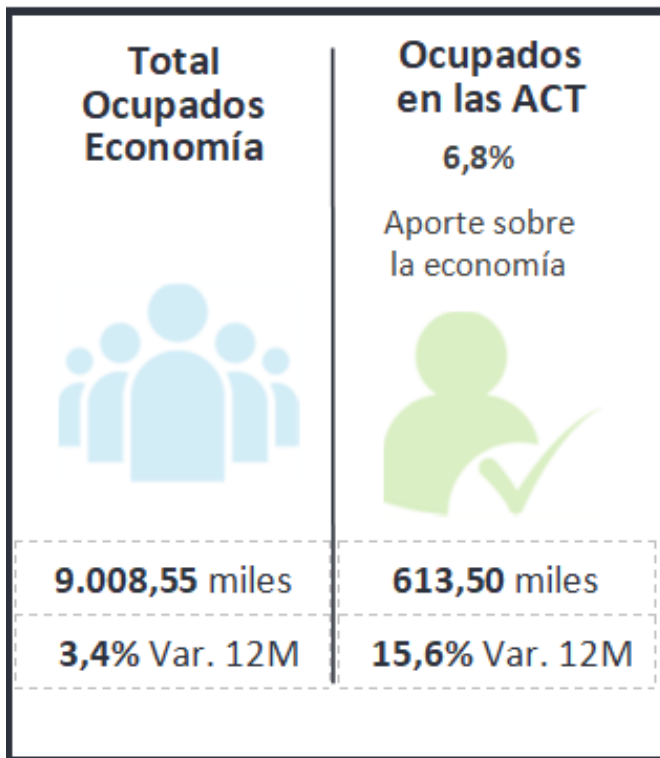 Total
Ocupados
Economía
9.008,55 miles
3,4% Var. 12M
Ocupados
en las ACT
6,8%
Aporte sobre
la economía
613,50 miles
15,6% Var. 12M